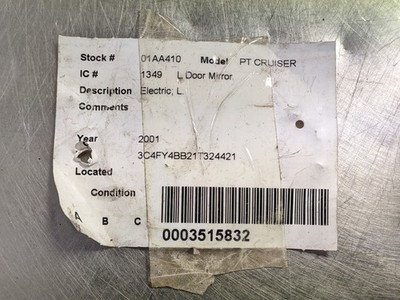 Stock # 01AA410 Model PT CRUISER
IC # 1349 L Door Mirror
Description Electric, L.
Comments
Year 2001
3C4FY4BB21T324421
Located
Condition
A B C
0003515832